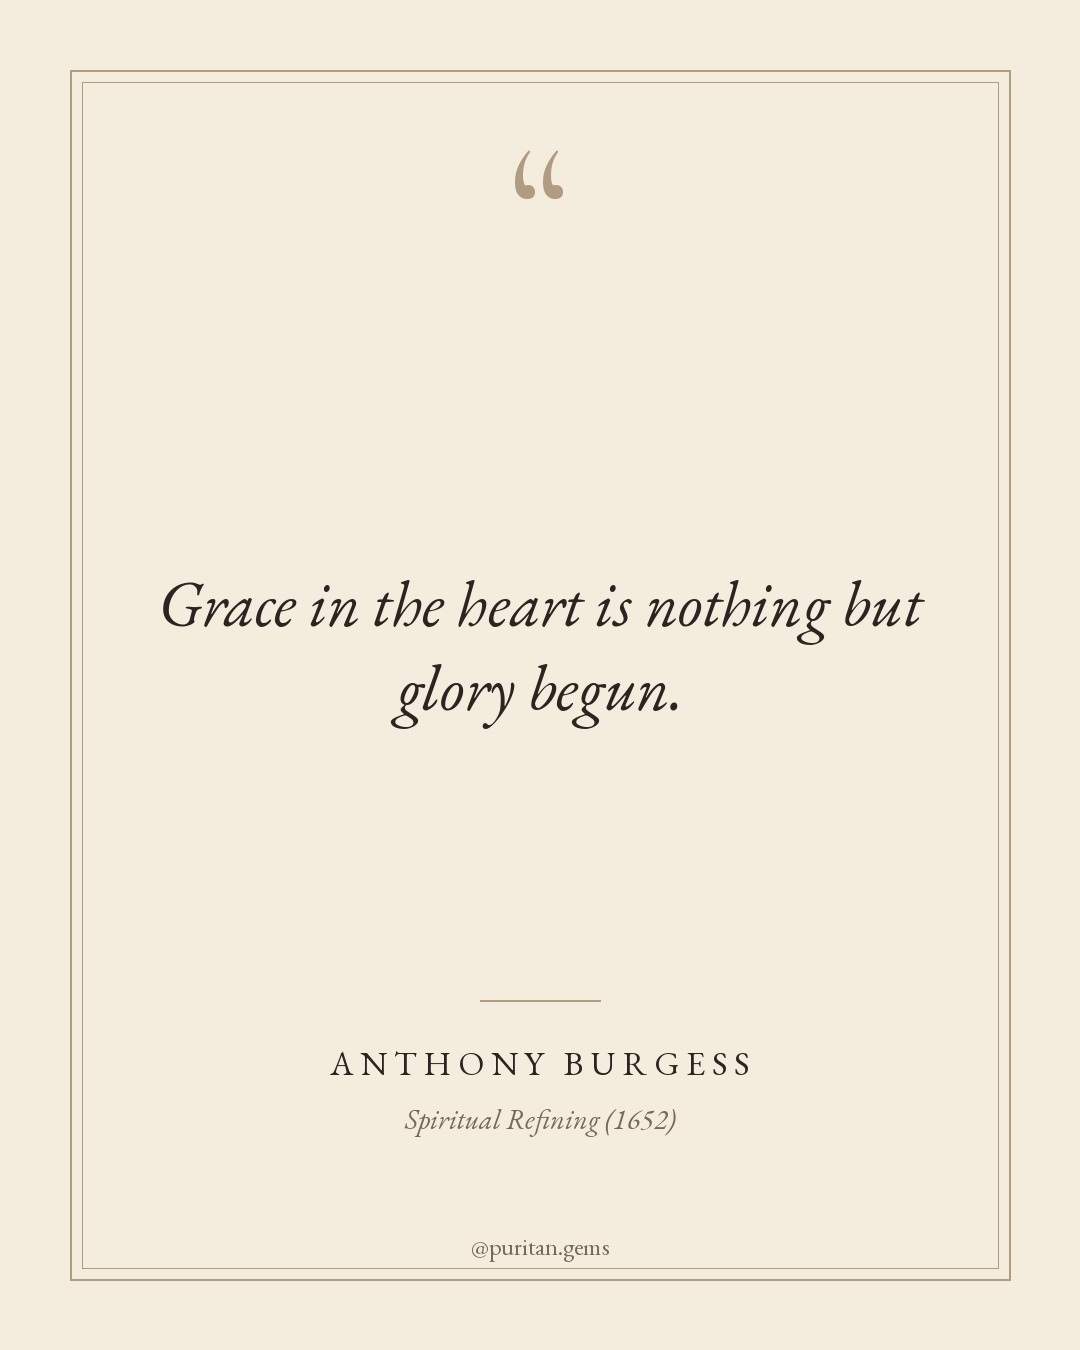 “
Grace in the heart is nothing but
glory begun.
ANTHONY BURGESS
Spiritual Refining (1652)
@puritan.gems